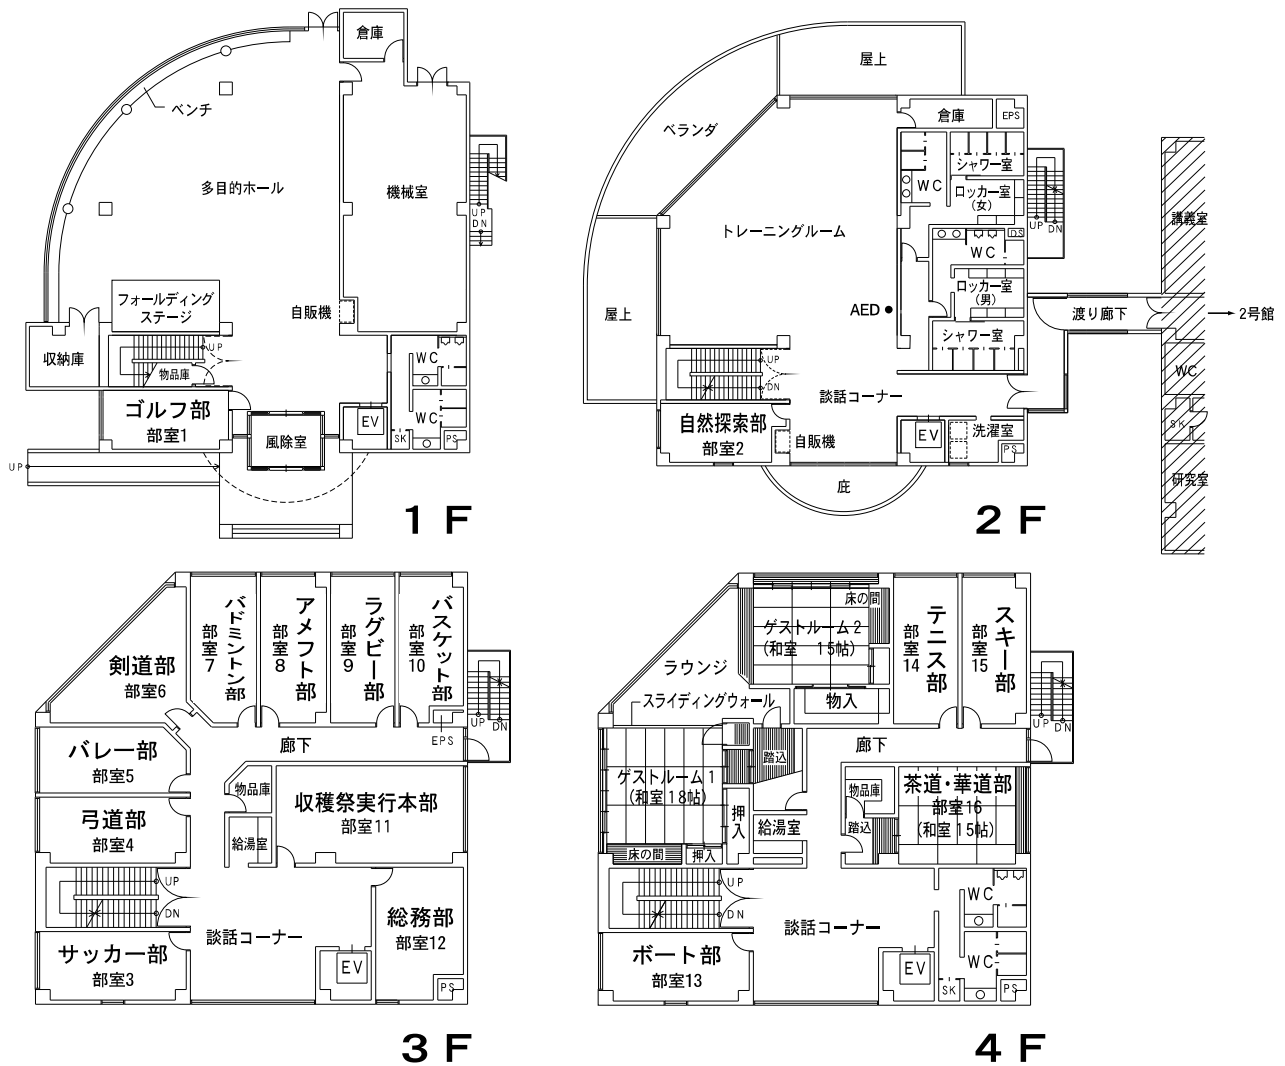 倉庫
ベンチ
多目的ホール
機械室
UP
DN
フォールディング
ステージ
自販機
収納庫
UP
物品庫
WC
ゴルフ部
部室1
風除室
EV
WC
SK
PS
UP
1 F
屋上
ベランダ
倉庫
EPS
シャワー室
WC
ロッカー室
(女)
トレーニングルーム
UP
DN
DS
WC
ロッカー室
(男)
AED
シャワー室
屋上
渡り廊下
2号館
講義室
WC
SK
研究室
UP
DN
談話コーナー
自然探索部
部室2
自販機
EV
洗濯室
PS
庇
2 F
剣道部
部室6
バドミントン部
部室7
アメフト部
部室8
ラグビー部
部室9
バスケット部
部室10
EPS
UP
DN
バレー部
部室5
廊下
物品庫
収穫祭実行本部
部室11
弓道部
部室4
給湯室
UP
DN
談話コーナー
総務部
部室12
サッカー部
部室3
EV
PS
3 F
床の間
ゲストルーム2
(和室 15帖)
ラウンジ
スライディングウォール
物入
テニス部
部室14
スキー部
部室15
UP
DN
廊下
踏込
ゲストルーム1
(和室18帖)
押入
給湯室
床の間
押入
物品庫
踏込
茶道・華道部
部室16
(和室15帖)
UP
DN
談話コーナー
WC
ボート部
部室13
EV
WC
SK
PS
4 F